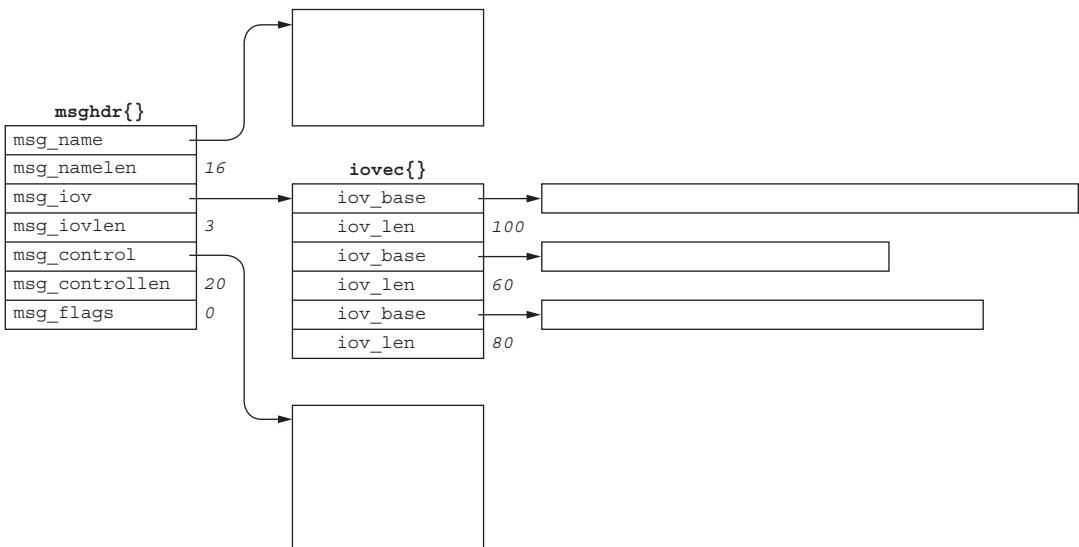 msghdr{}
msg_name
msg_namelen 16
msg_iov
msg_iovlen 3
msg_control
msg_controllen 20
msg_flags 0
iovec{}
iov_base
iov_len 100
iov_base
iov_len 60
iov_base
iov_len 80